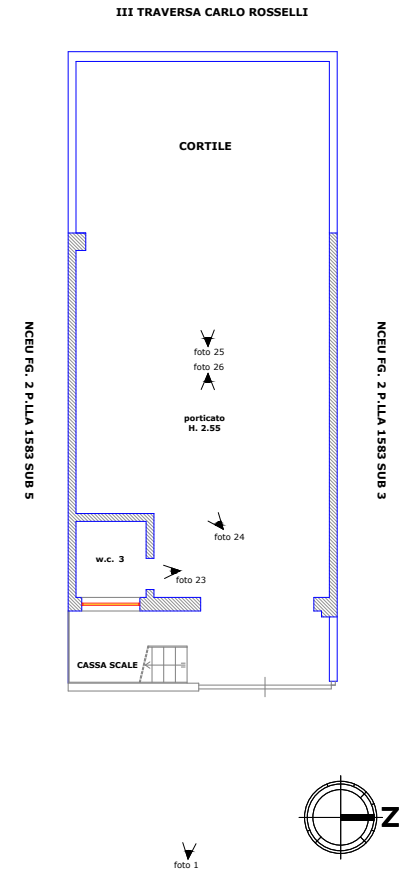 III TRAVERSA CARLO ROSSELLI
CORTILE
NCEU FG. 2 P.LLA 1583 SUB 5
NCEU FG. 2 P.LLA 1583 SUB 3
foto 25
foto 26
porticato
H. 2.55
foto 24
w.c. 3
foto 23
CASSA SCALE
Z
foto 1